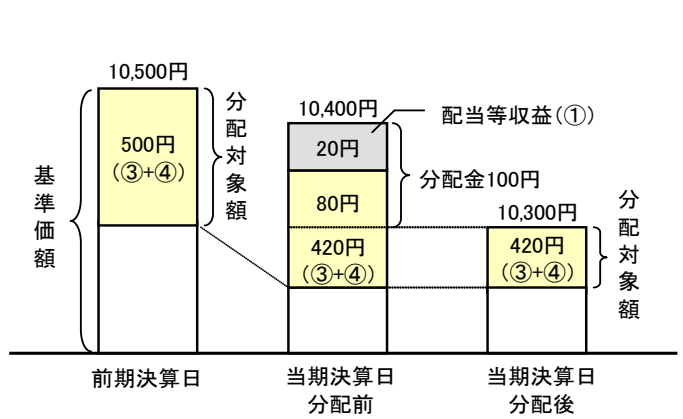 10,500円
500円
（③+④）
分配対象額
基準価額
10,400円
配当等収益（①）
20円
80円
分配金100円
420円
（③+④）
10,300円
420円
（③+④）
分配対象額
前期決算日
当期決算日
分配前
当期決算日
分配後